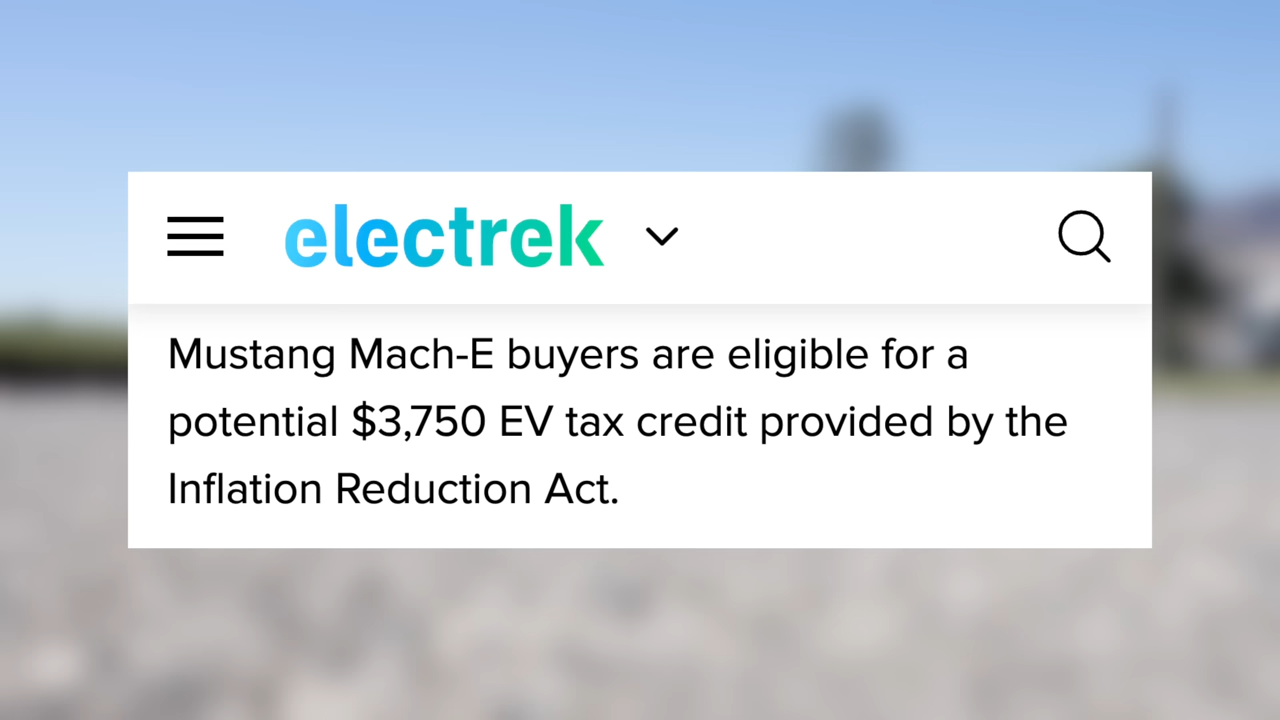 electrek
Mustang Mach-E buyers are eligible for a
potential $3,750 EV tax credit provided by the
Inflation Reduction Act.